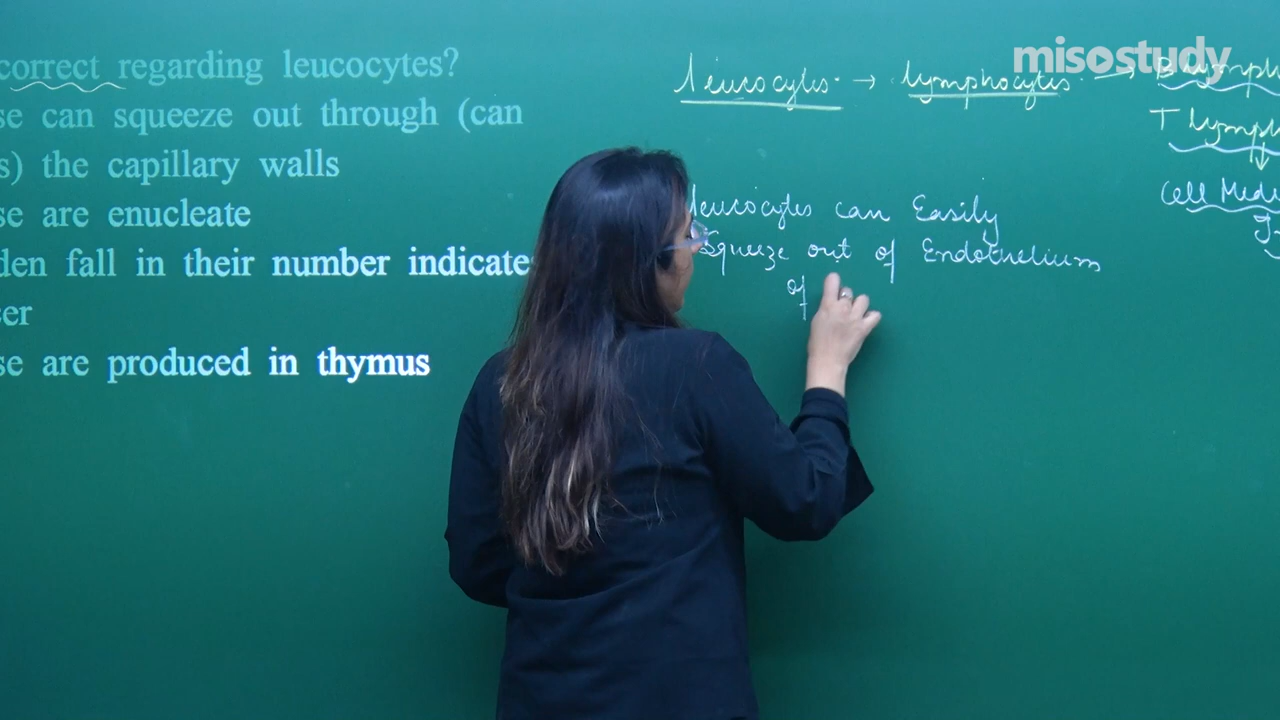 correct regarding leucocytes?
se can squeeze out through (can
s) the capillary walls
se are enucleate
den fall in their number indicate
er
se are produced in thymus
misostudy
leucocytes → lymphocytes → B lymph
T lymph
Cell Medi
leucocytes can Easily
Squeeze out of Endothelium
of